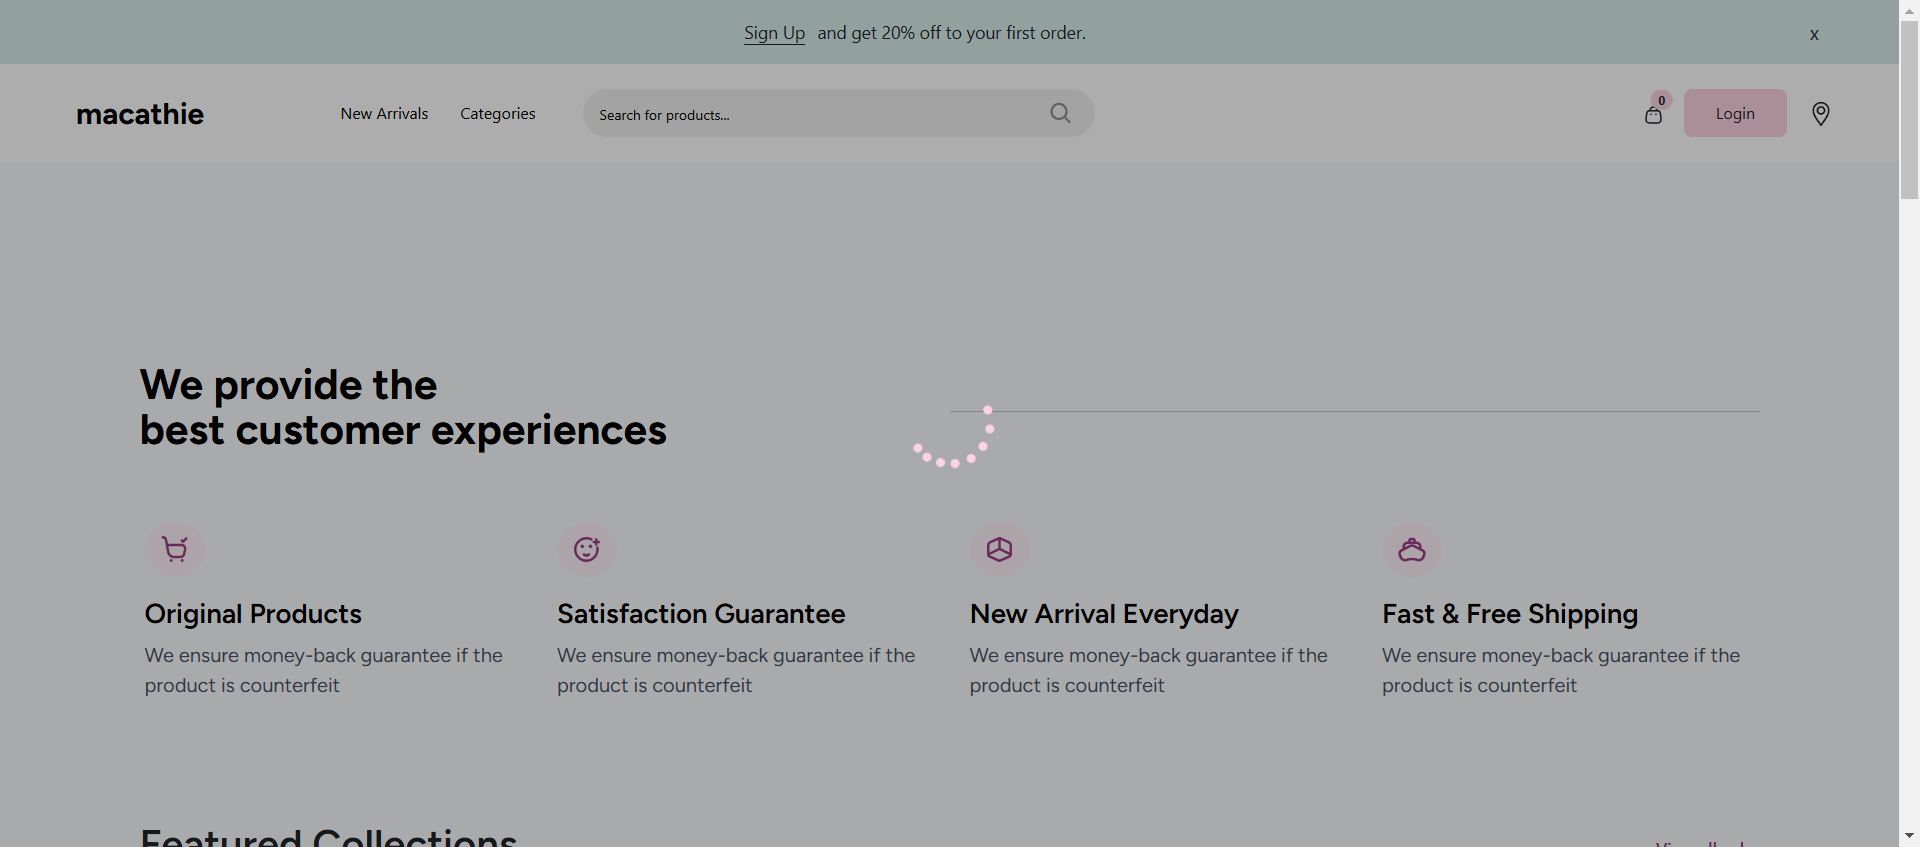 Sign Up and get 20% off to your first order.
x
macathie
New Arrivals
Categories
Search for products...
0
Login
We provide the
best customer experiences
Original Products
We ensure money-back guarantee if the
product is counterfeit
Satisfaction Guarantee
We ensure money-back guarantee if the
product is counterfeit
New Arrival Everyday
We ensure money-back guarantee if the
product is counterfeit
Fast & Free Shipping
We ensure money-back guarantee if the
product is counterfeit
Featured Collections